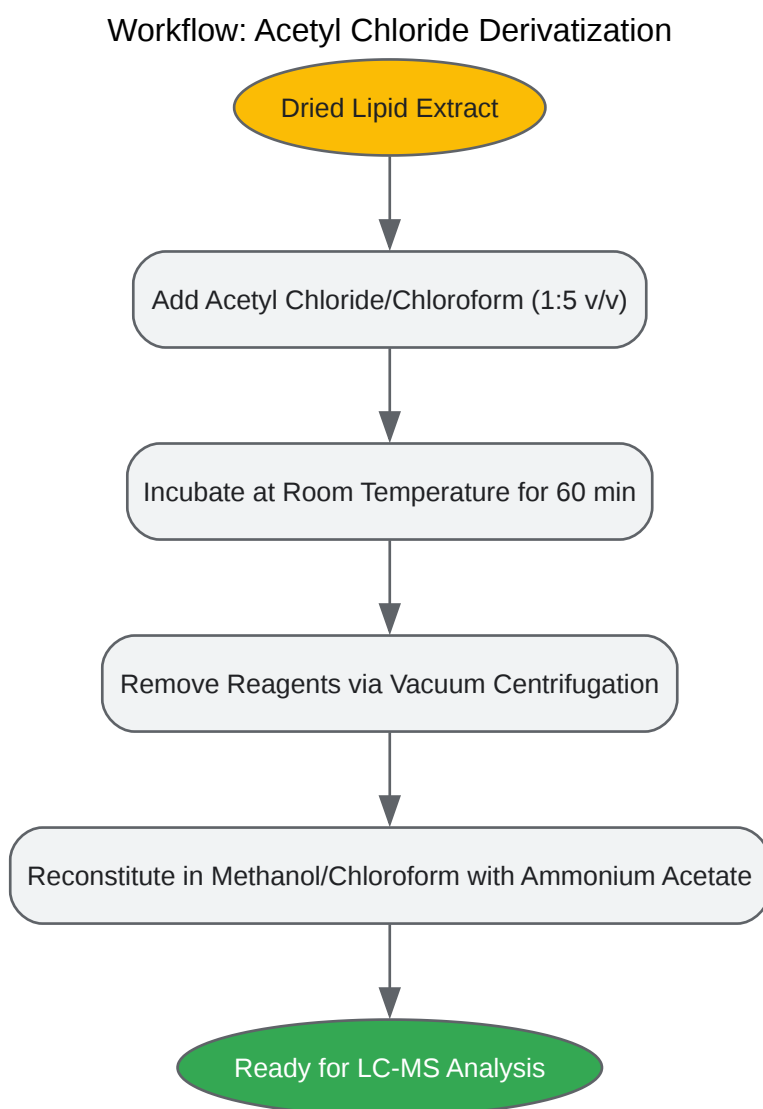 Workflow: Acetyl Chloride Derivatization
Dried Lipid Extract
Add Acetyl Chloride/Chloroform (1:5 v/v)
Incubate at Room Temperature for 60 min
Remove Reagents via Vacuum Centrifugation
Reconstitute in Methanol/Chloroform with Ammonium Acetate
Ready for LC-MS Analysis